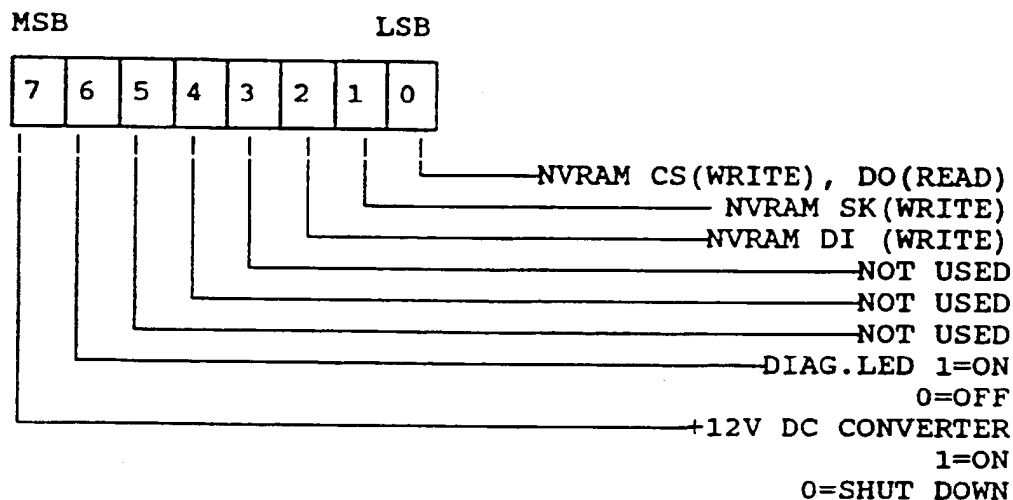 MSB LSB
7 6 5 4 3 2 1 0
NVRAM CS(WRITE), DO(READ)
NVRAM SK(WRITE)
NVRAM DI (WRITE)
NOT USED
NOT USED
NOT USED
DIAG.LED 1=ON
0=OFF
+12V DC CONVERTER
1=ON
0=SHUT DOWN